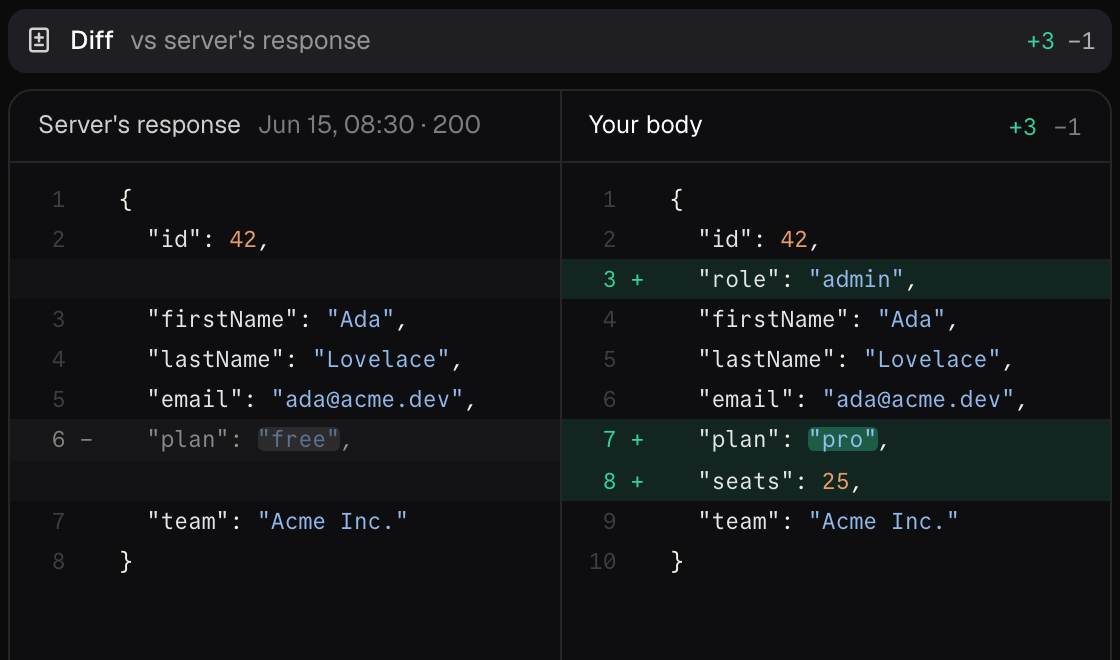 Diff vs server's response +3 −1
Server's response Jun 15, 08:30 · 200
1 {
2 "id": 42,
3 "firstName": "Ada",
4 "lastName": "Lovelace",
5 "email": "ada@acme.dev",
6 − "plan": "free",
7 "team": "Acme Inc."
8 }
Your body +3 −1
1 {
2 "id": 42,
3 + "role": "admin",
4 "firstName": "Ada",
5 "lastName": "Lovelace",
6 "email": "ada@acme.dev",
7 + "plan": "pro",
8 + "seats": 25,
9 "team": "Acme Inc."
10 }